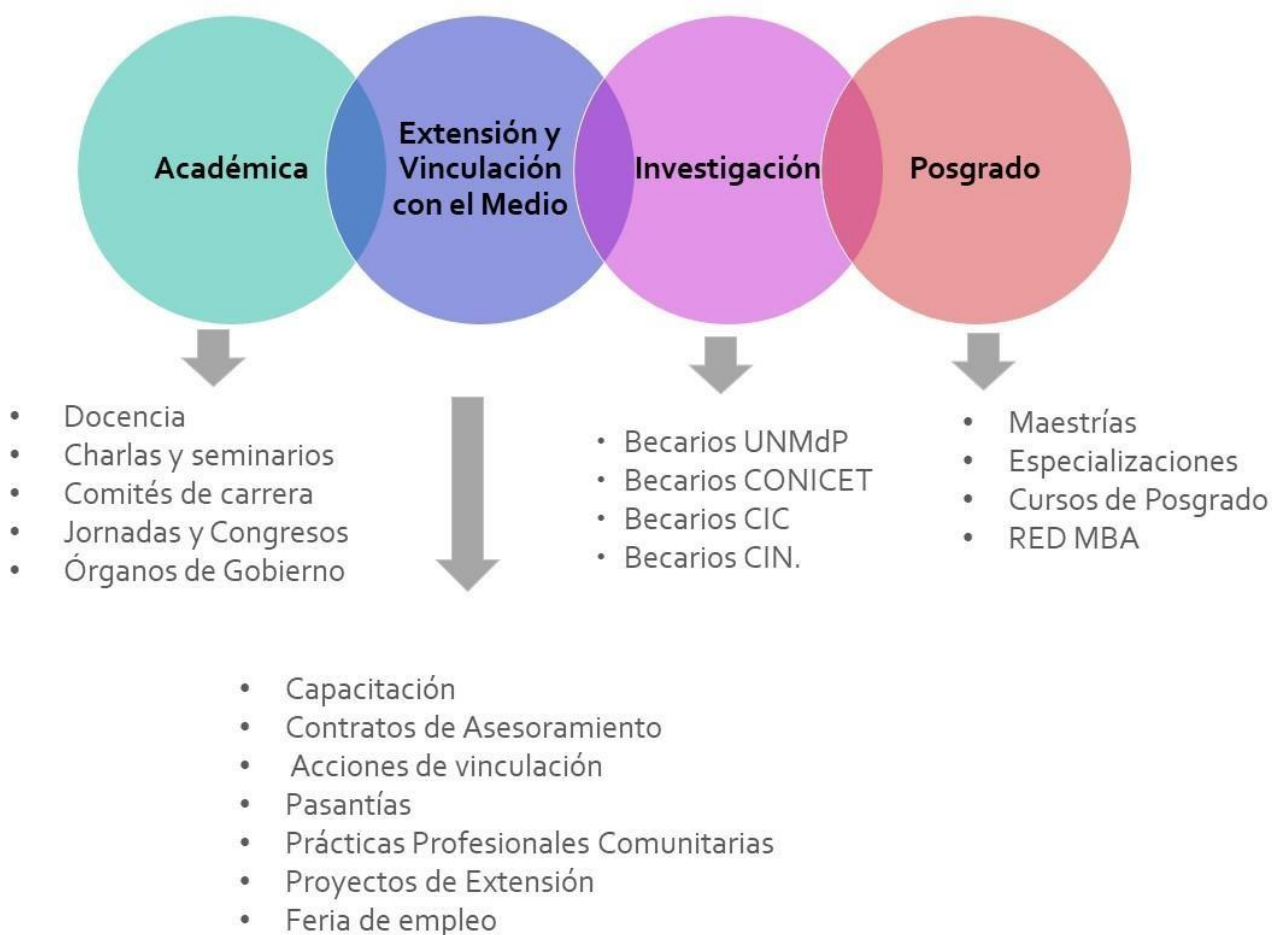 Académica
Extensión y
Vinculación
con el Medio
Investigación
Posgrado
• Docencia
• Charlas y seminarios
• Comités de carrera
• Jornadas y Congresos
• Órganos de Gobierno
• Capacitación
• Contratos de Asesoramiento
• Acciones de vinculación
• Pasantías
• Prácticas Profesionales Comunitarias
• Proyectos de Extensión
• Feria de empleo
• Becarios UNMdP
• Becarios CONICET
• Becarios CIC
• Becarios CIN.
• Maestrías
• Especializaciones
• Cursos de Posgrado
• RED MBA